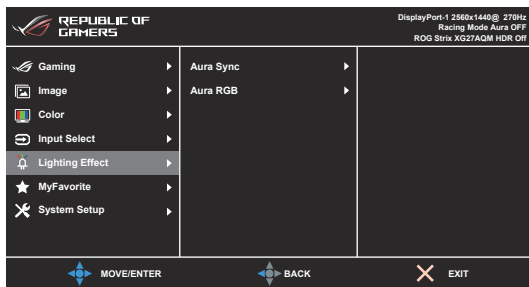 REPUBLIC OF
GAMERS
DisplayPort-1 2560x1440@ 270Hz
Racing Mode Aura OFF
ROG Strix XG27AQM HDR Off
Gaming
Aura Sync
Image
Aura RGB
Color
Input Select
Lighting Effect
MyFavorite
System Setup
MOVE/ENTER
BACK
EXIT